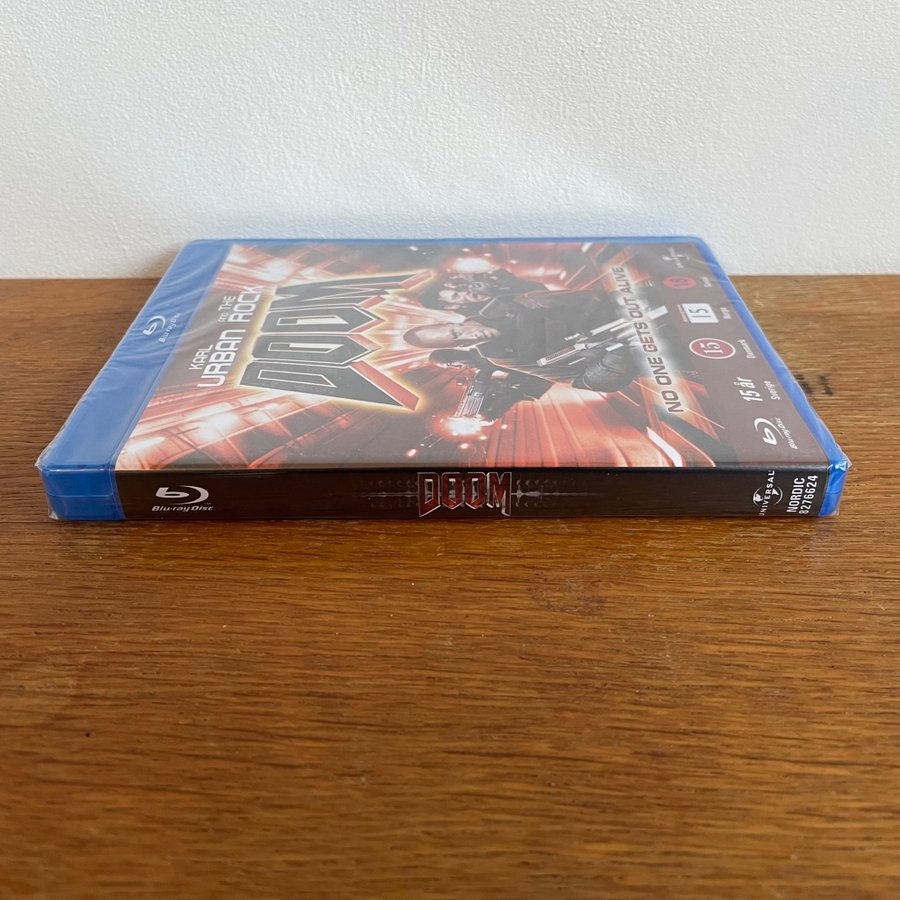 Blu-ray Disc
KARL AND THE
URBAN ROCK
DOOM
NO ONE GETS OUT ALIVE
15
15
Norge
Danmark
15 år
Sverige
Blu-ray Disc
Blu-ray Disc
DOOM
UNIVERSAL
NORDIC
8276624